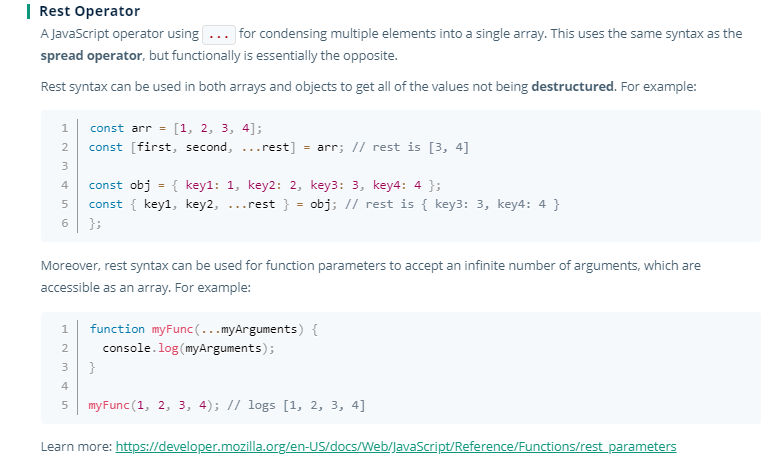 Rest Operator
A JavaScript operator using ... for condensing multiple elements into a single array. This uses the same syntax as the
spread operator, but functionally is essentially the opposite.
Rest syntax can be used in both arrays and objects to get all of the values not being destructured. For example:
1 const arr = [1, 2, 3, 4];
2 const [first, second, ...rest] = arr; // rest is [3, 4]
3
4 const obj = { key1: 1, key2: 2, key3: 3, key4: 4 };
5 const { key1, key2, ...rest } = obj; // rest is { key3: 3, key4: 4 }
6 };
Moreover, rest syntax can be used for function parameters to accept an infinite number of arguments, which are
accessible as an array. For example:
1 function myFunc(...myArguments) {
2   console.log(myArguments);
3 }
4
5 myFunc(1, 2, 3, 4); // logs [1, 2, 3, 4]
Learn more: https://developer.mozilla.org/en-US/docs/Web/JavaScript/Reference/Functions/rest_parameters